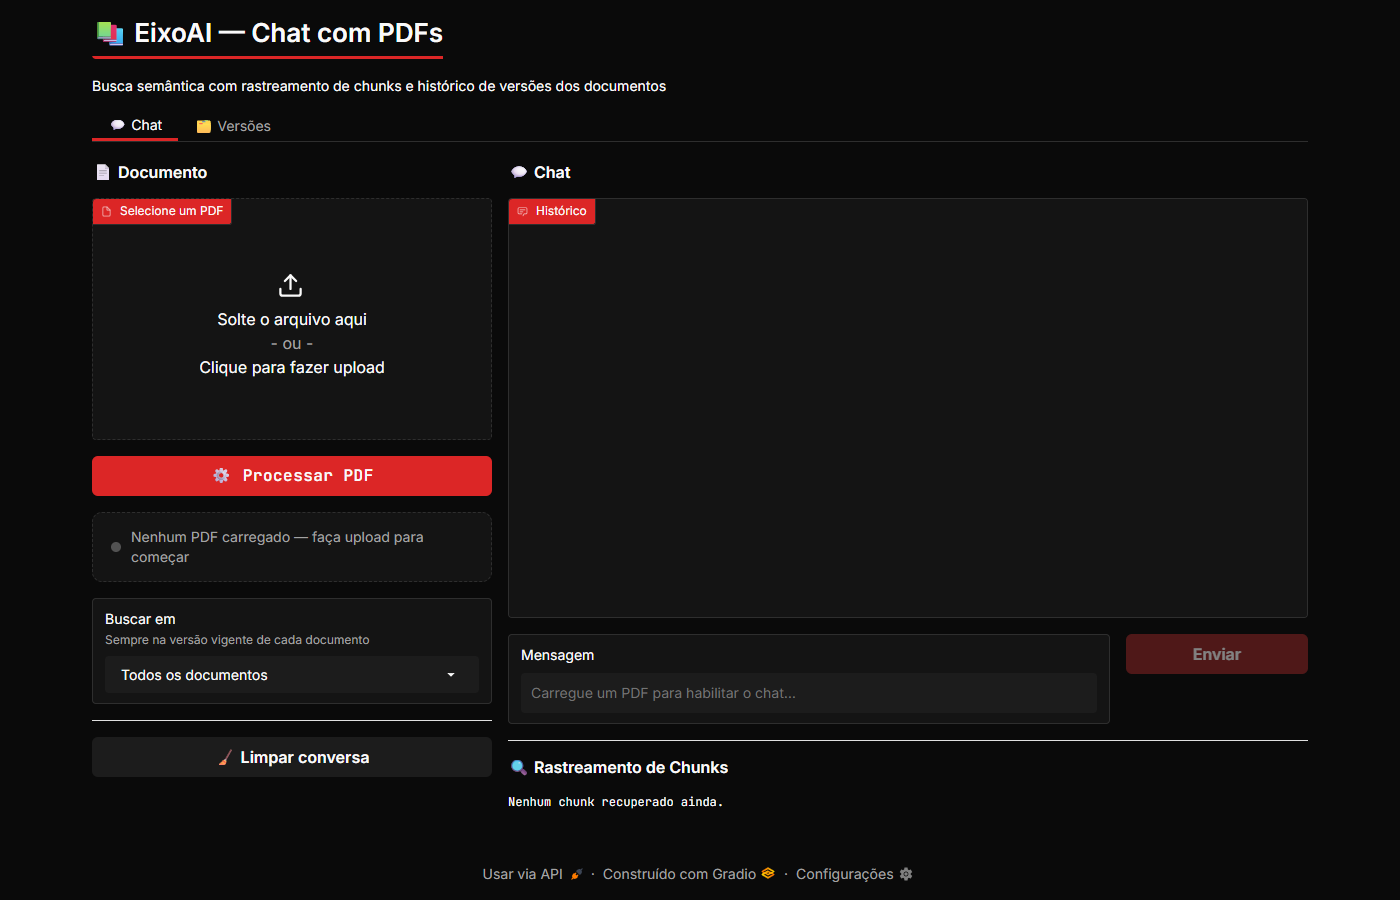 EixoAI — Chat com PDFs
Busca semântica com rastreamento de chunks e histórico de versões dos documentos
Chat
Versões
Documento
Selecione um PDF
Solte o arquivo aqui
- ou -
Clique para fazer upload
Processar PDF
Nenhum PDF carregado — faça upload para
começar
Buscar em
Sempre na versão vigente de cada documento
Todos os documentos
Limpar conversa
Chat
Histórico
Mensagem
Carregue um PDF para habilitar o chat...
Enviar
Rastreamento de Chunks
Nenhum chunk recuperado ainda.
Usar via API · Construído com Gradio · Configurações